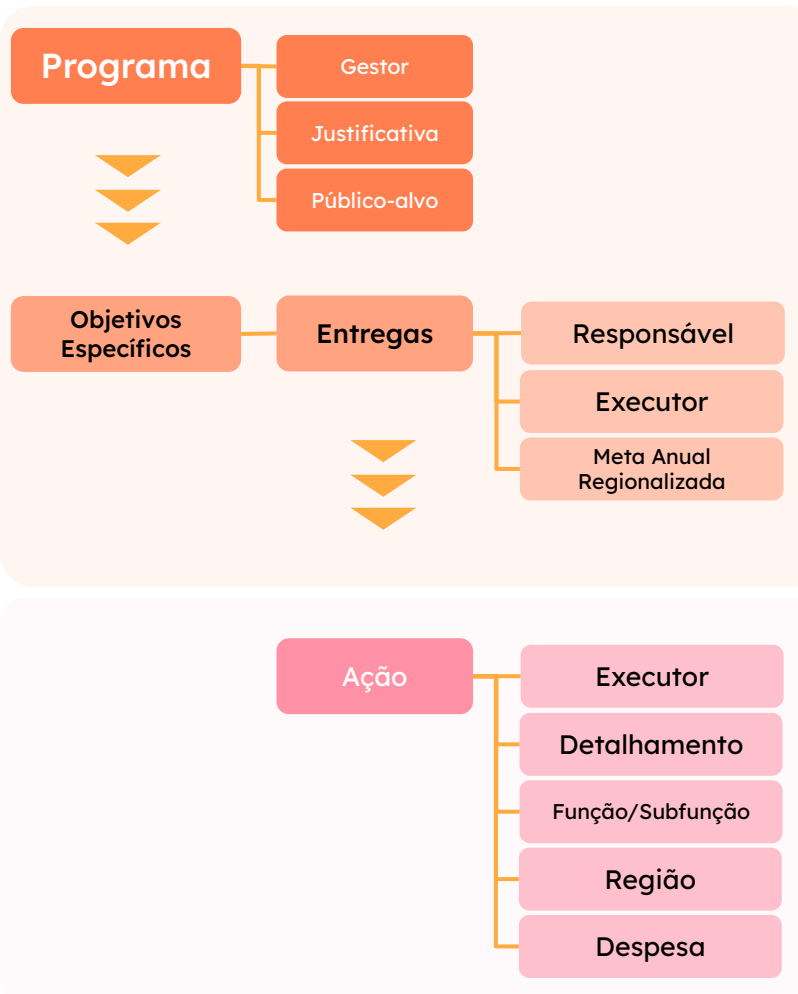 Programa
Gestor
Justificativa
Público-alvo
Objetivos
Específicos
Entregas
Responsável
Executor
Meta Anual
Regionalizada
Ação
Executor
Detalhamento
Função/Subfunção
Região
Despesa